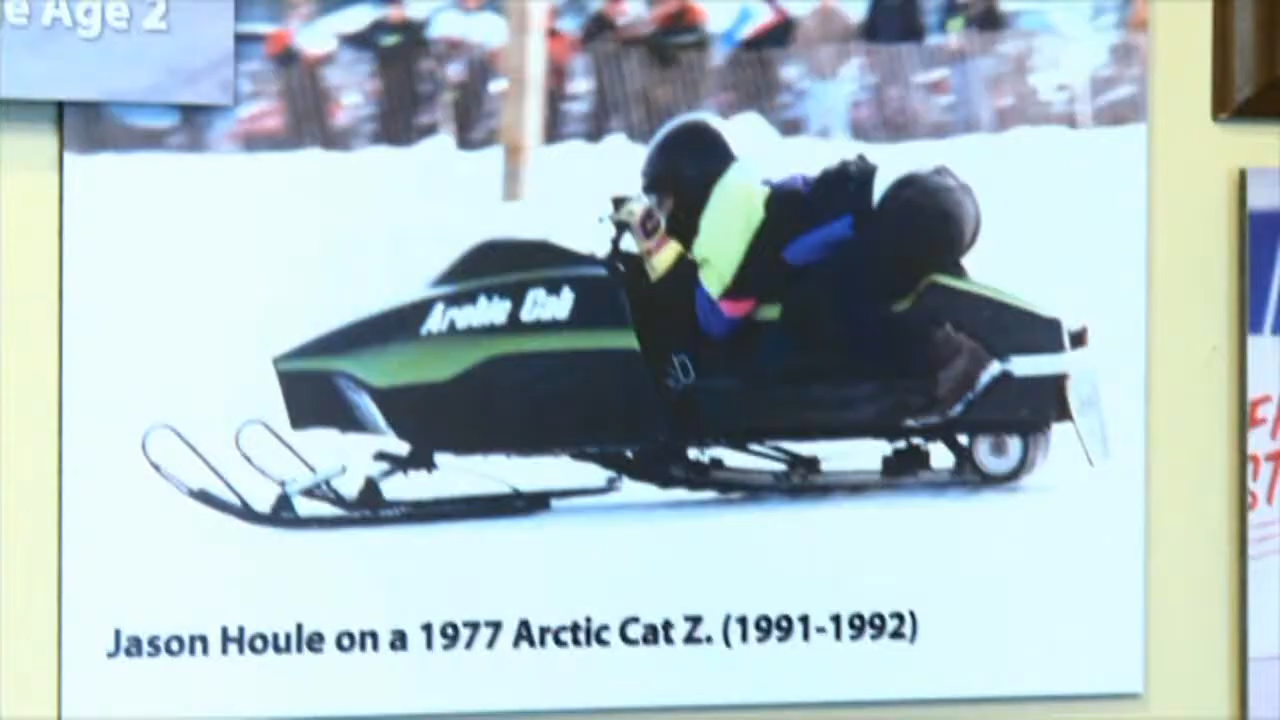 e Age 2
Arctic Cat
Jason Houle on a 1977 Arctic Cat Z. (1991-1992)